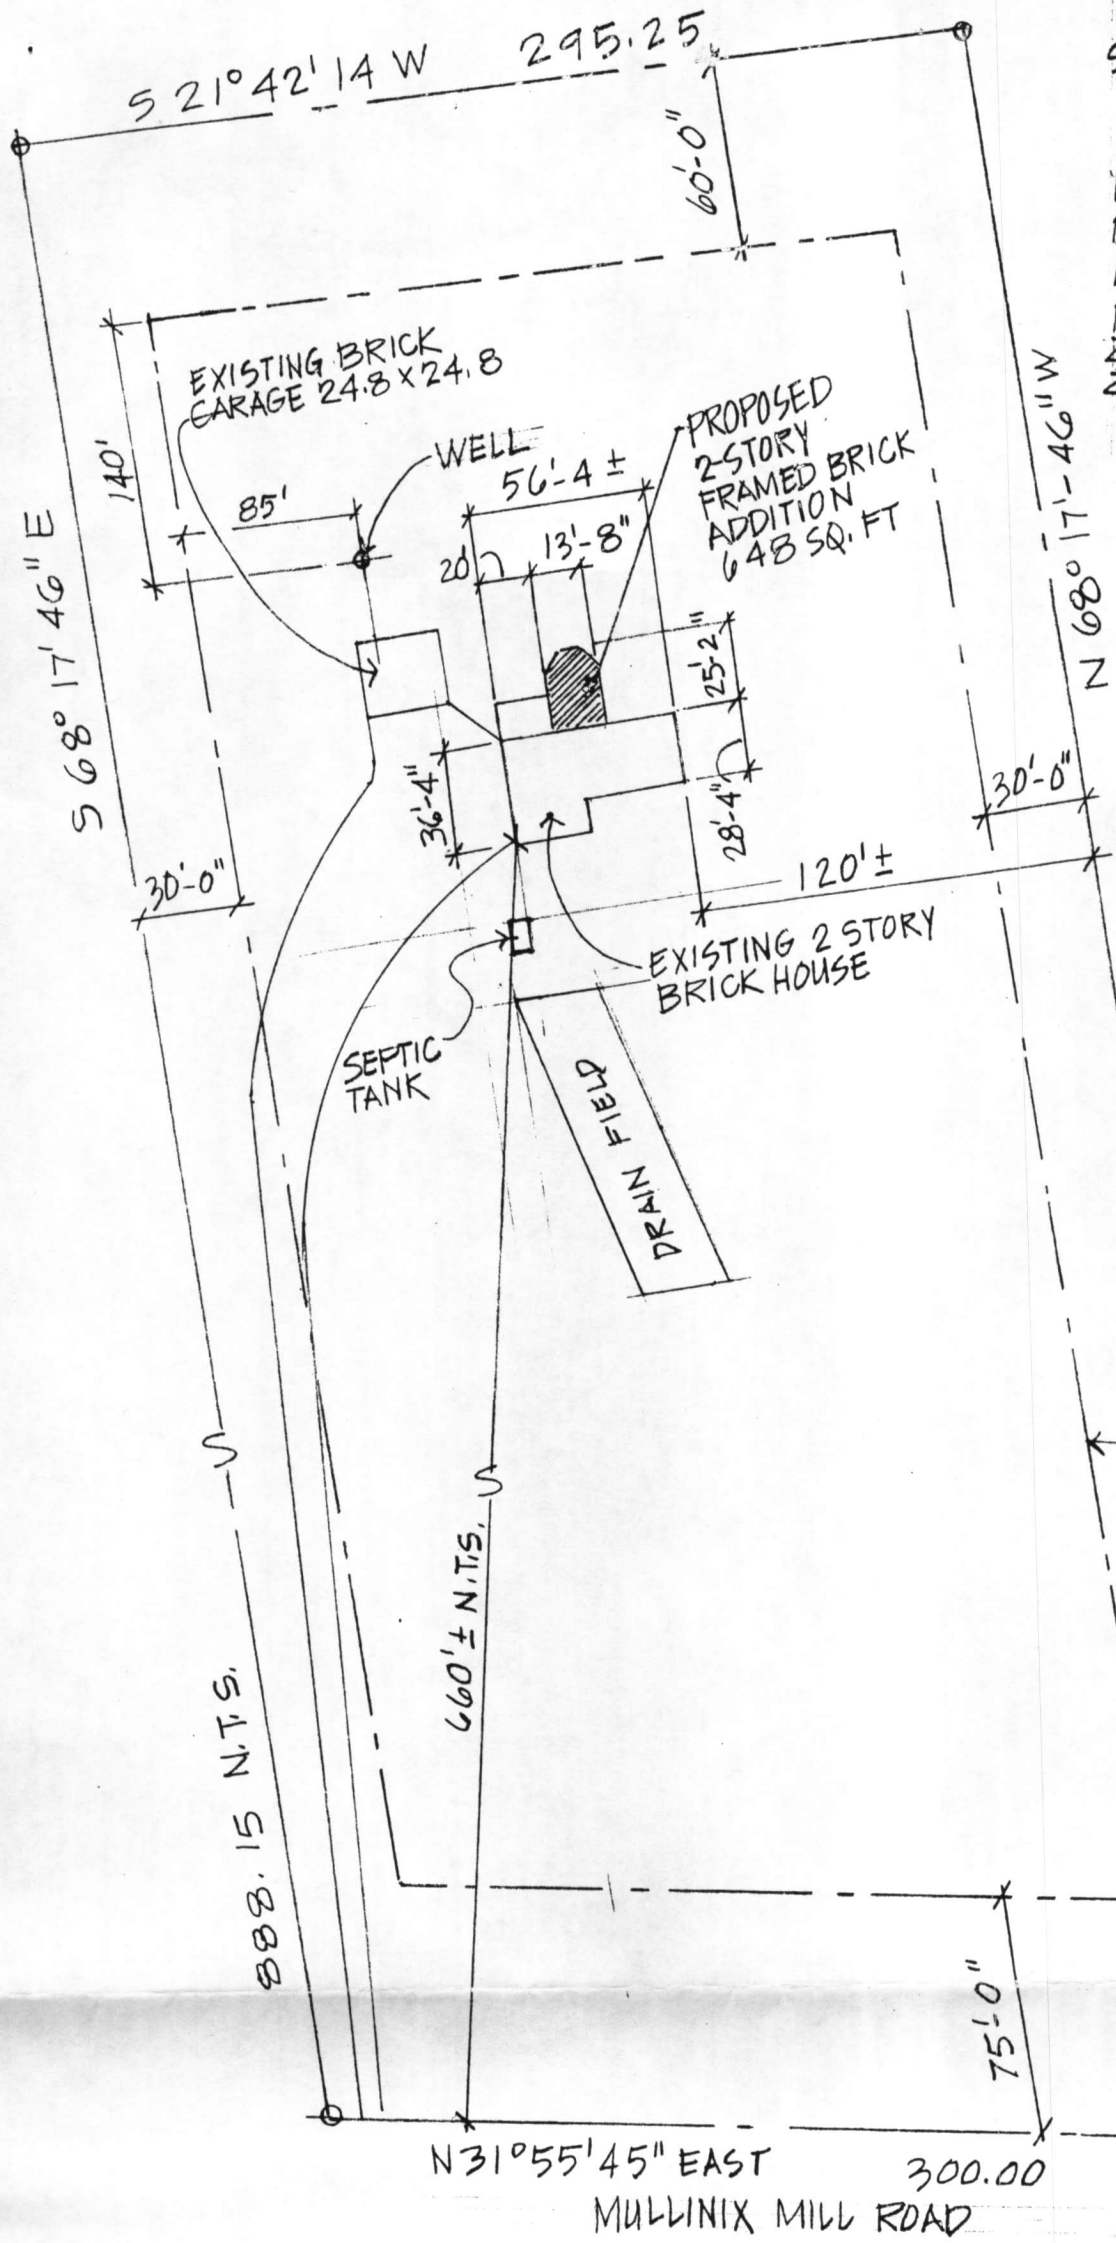 S 21° 42' 14 W 295.25
60'-0"
EXISTING BRICK
GARAGE 24.8 X 24.8
WELL
PROPOSED
2-STORY
FRAMED BRICK
ADDITION
648 SQ. FT
140'
85'
56'-4 ±
20'
13'-8"
25'-2"
S 68° 17' 46" E
N 68° 17'-46" W
36'-4"
28'-4"
30'-0"
30'-0"
120' ±
EXISTING 2 STORY
BRICK HOUSE
SEPTIC
TANK
DRAIN FIELD
S
S
660' ± N.T.S.
888.15 N.T.S.
75'-0"
N 31° 55' 45" EAST 300.00
MULLINIX MILL ROAD